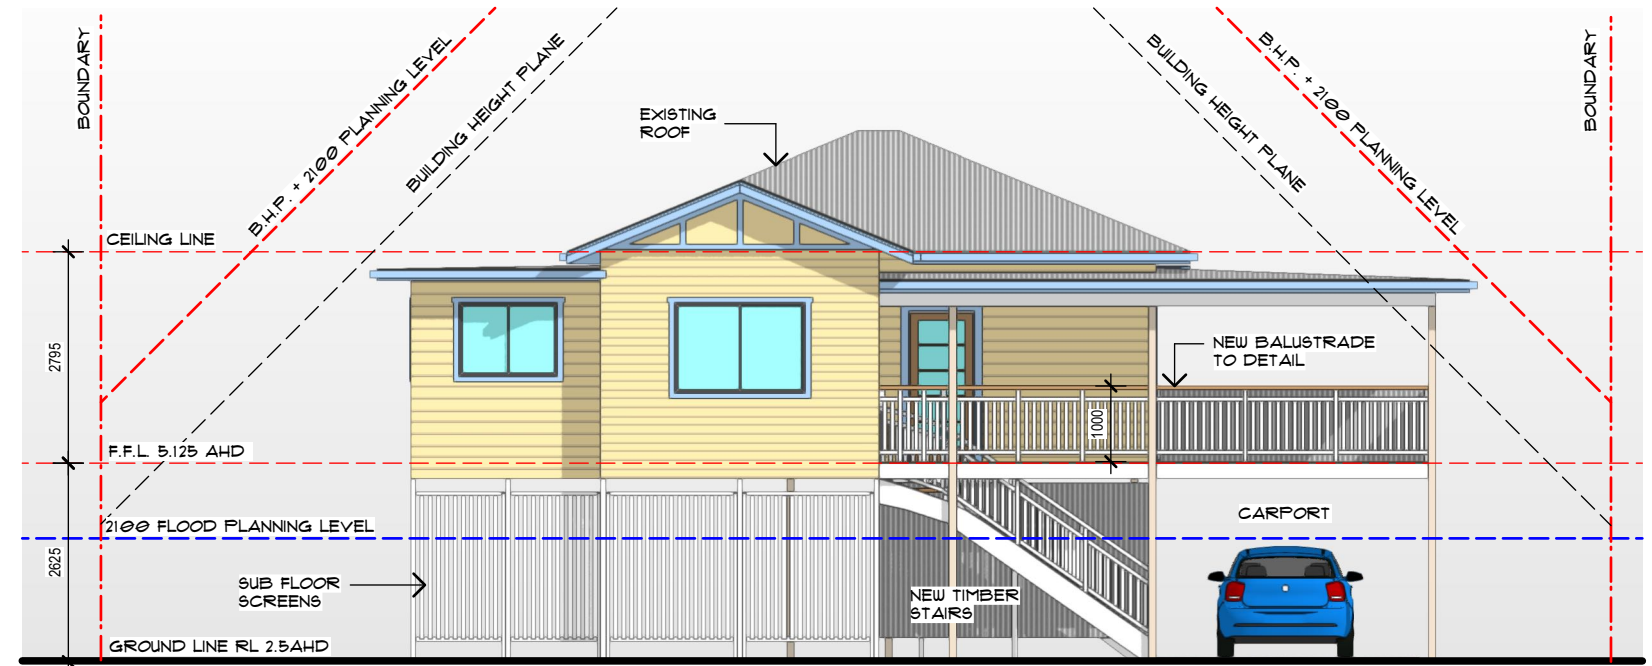 BOUNDARY
B.H.P. + 2100 PLANNING LEVEL
BUILDING HEIGHT PLANE
EXISTING
ROOF
BUILDING HEIGHT PLANE
B.H.P. + 2100 PLANNING LEVEL
BOUNDARY
CEILING LINE
2795
NEW BALUSTRADE
TO DETAIL
1000
F.F.L. 5.125 AHD
2100 FLOOD PLANNING LEVEL
CARPORT
2625
SUB FLOOR
SCREENS
NEW TIMBER
STAIRS
GROUND LINE RL 2.5AHD